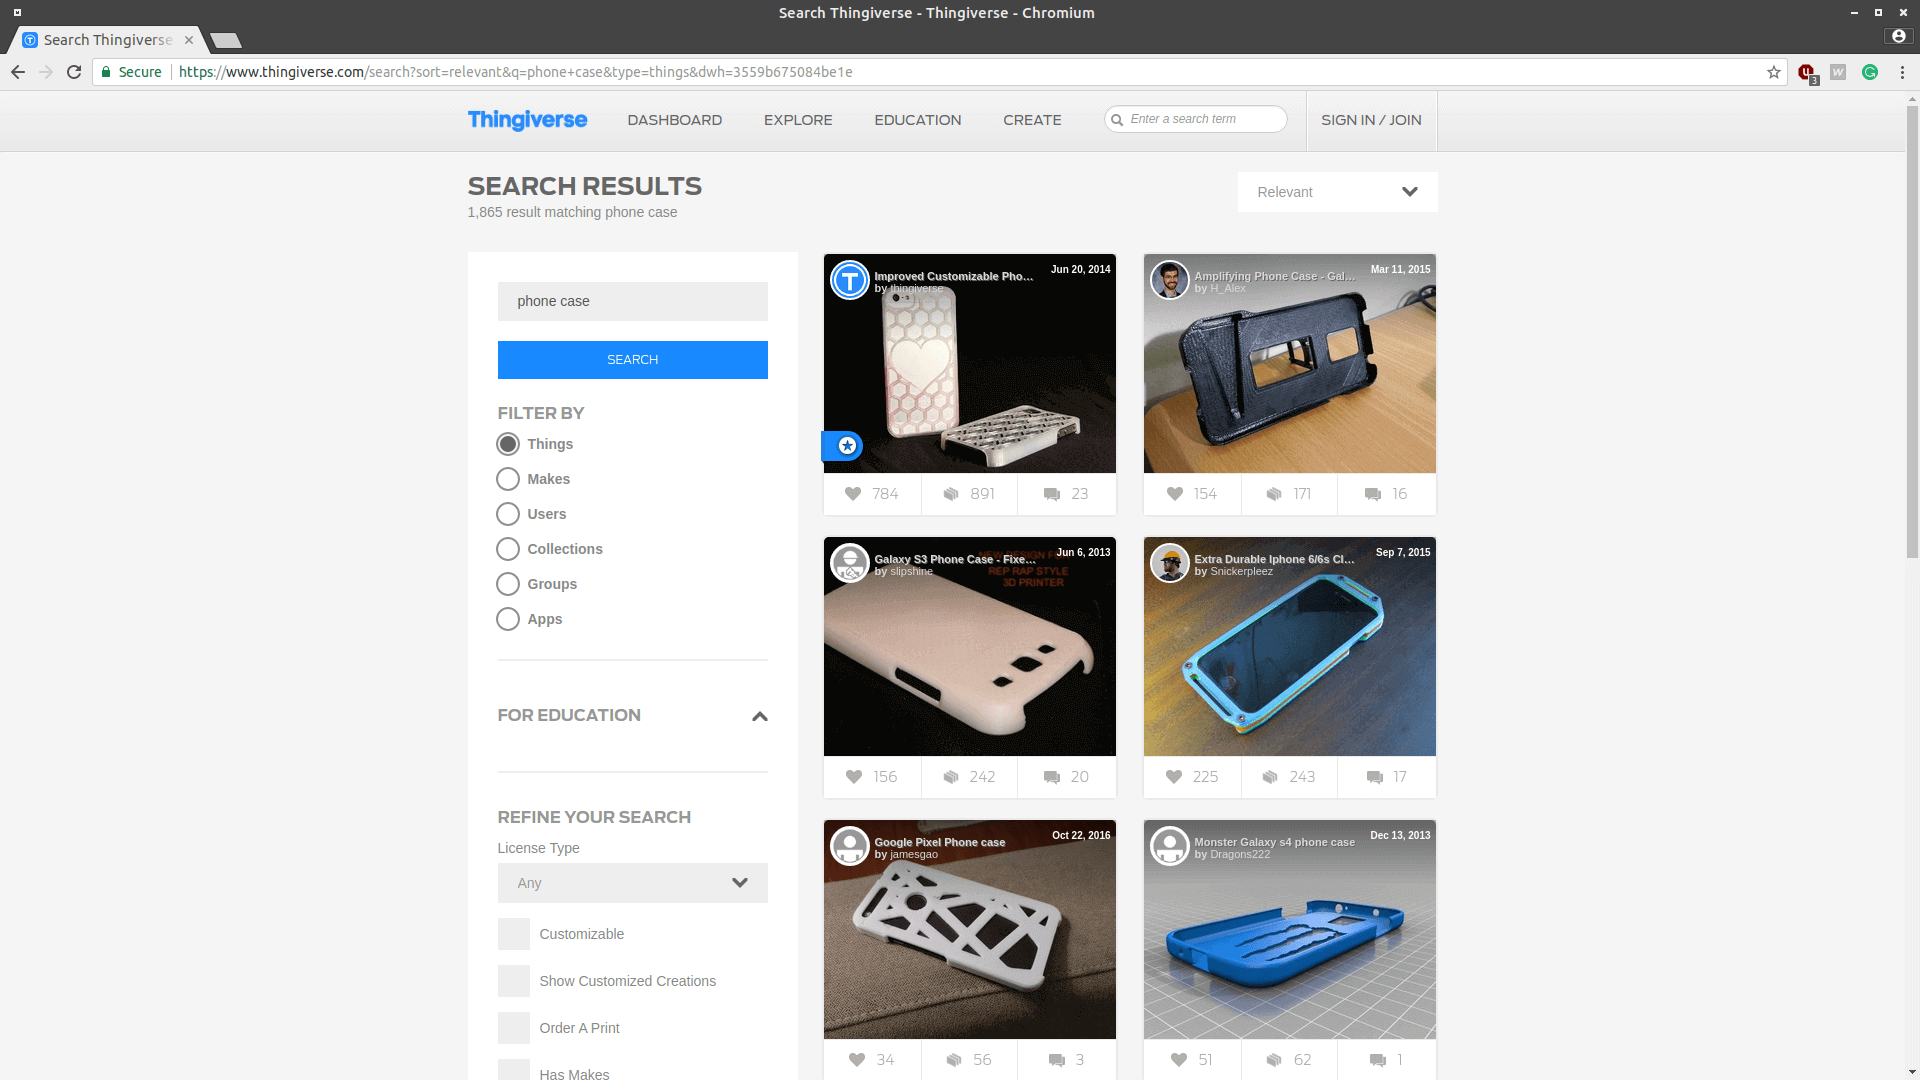 Search Thingiverse - Thingiverse - Chromium
Search Thingiverse
Secure
https://www.thingiverse.com/search?sort=relevant&q=phone+case&type=things&dwh=3559b675084be1e
3
Thingiverse
DASHBOARD
EXPLORE
EDUCATION
CREATE
Enter a search term
SIGN IN / JOIN
SEARCH RESULTS
1,865 result matching phone case
Relevant
phone case
SEARCH
FILTER BY
Things
Makes
Users
Collections
Groups
Apps
FOR EDUCATION
REFINE YOUR SEARCH
License Type
Any
Customizable
Show Customized Creations
Order A Print
Has Makes
Improved Customizable Pho...
by thingiverse
Jun 20, 2014
784
891
23
Amplifying Phone Case - Gal...
by H_Alex
Mar 11, 2015
154
171
16
Galaxy S3 Phone Case - Fixe...
by slipshine
Jun 6, 2013
REP RAP STYLE
3D PRINTER
156
242
20
Extra Durable Iphone 6/6s Cl...
by Snickerpleez
Sep 7, 2015
225
243
17
Google Pixel Phone case
by jamesgao
Oct 22, 2016
34
56
3
Monster Galaxy s4 phone case
by Dragons222
Dec 13, 2013
51
62
1